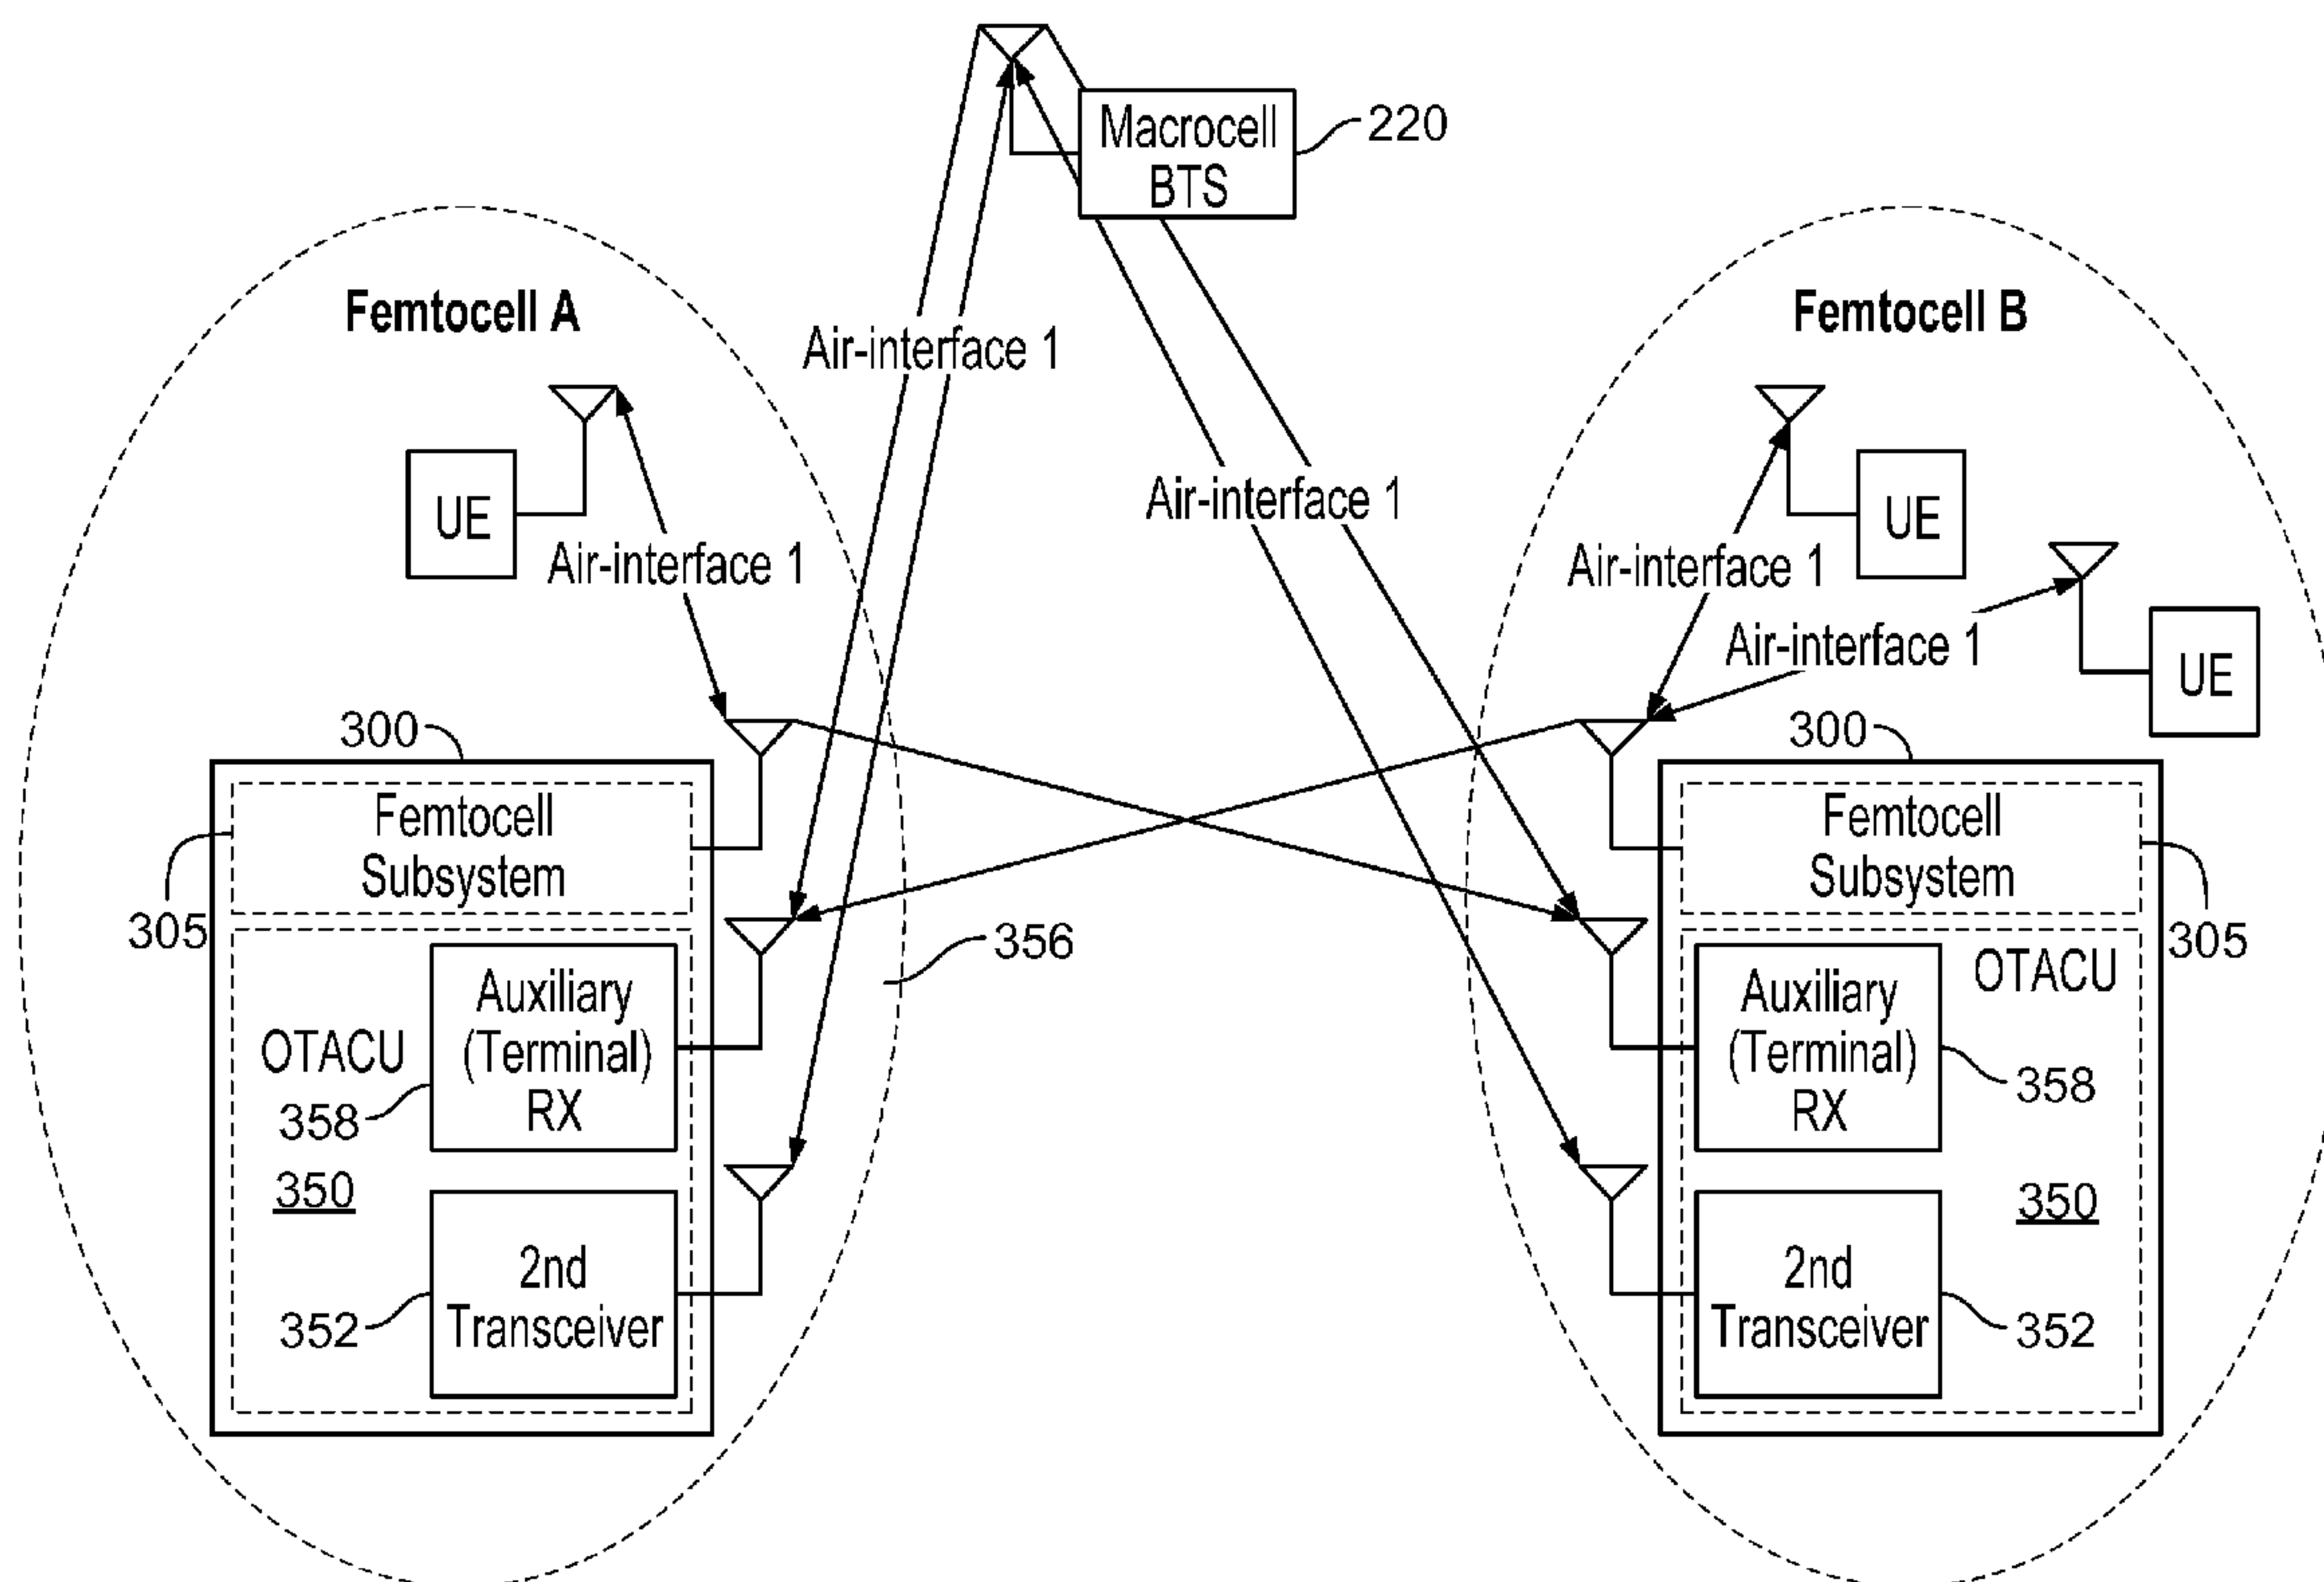 Macrocell
BTS
220
Femtocell A
Femtocell B
Air-interface 1
UE
Air-interface 1
Air-interface 1
UE
Air-interface 1
Air-interface 1
UE
300
Femtocell
Subsystem
305
356
Auxiliary
(Terminal)
RX
OTACU
358
350
2nd
Transceiver
352
300
Femtocell
Subsystem
305
OTACU
Auxiliary
(Terminal)
RX
358
350
2nd
Transceiver
352